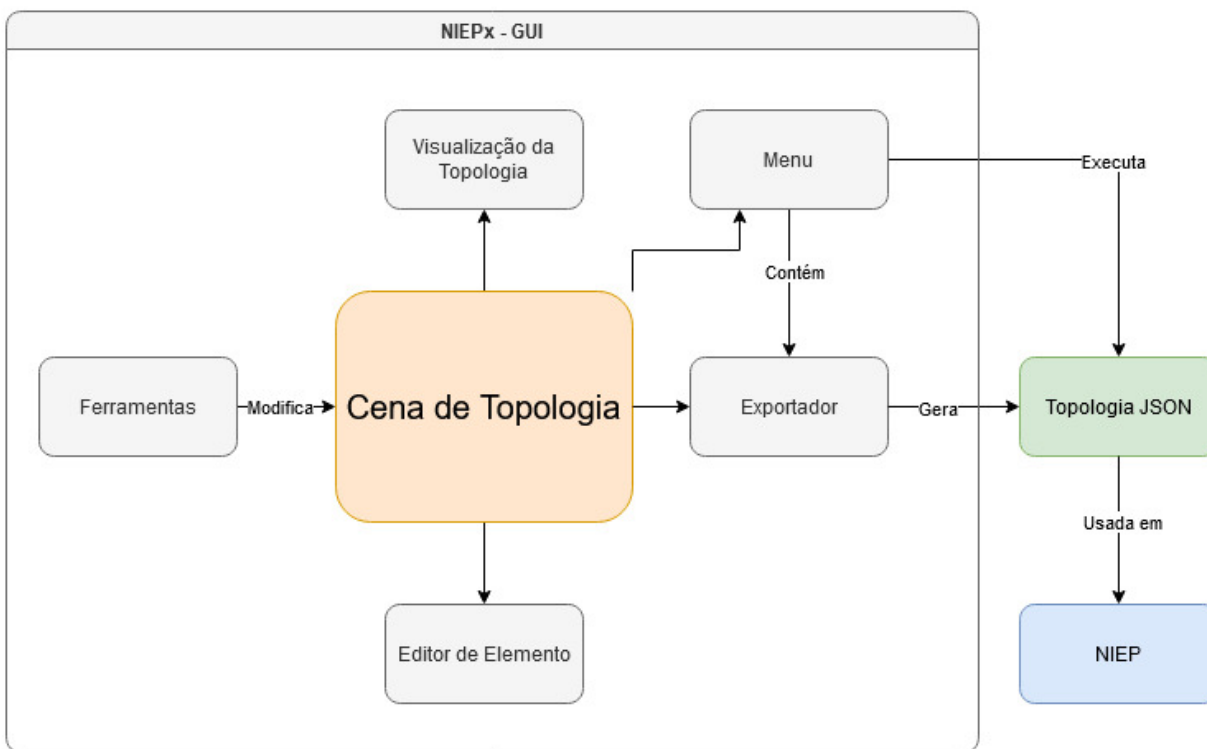 NIEPx - GUI
Visualização da
Topologia
Menu
Executa
Contém
Ferramentas
Modifica
Cena de Topologia
Exportador
Gera
Topologia JSON
Usada em
Editor de Elemento
NIEP